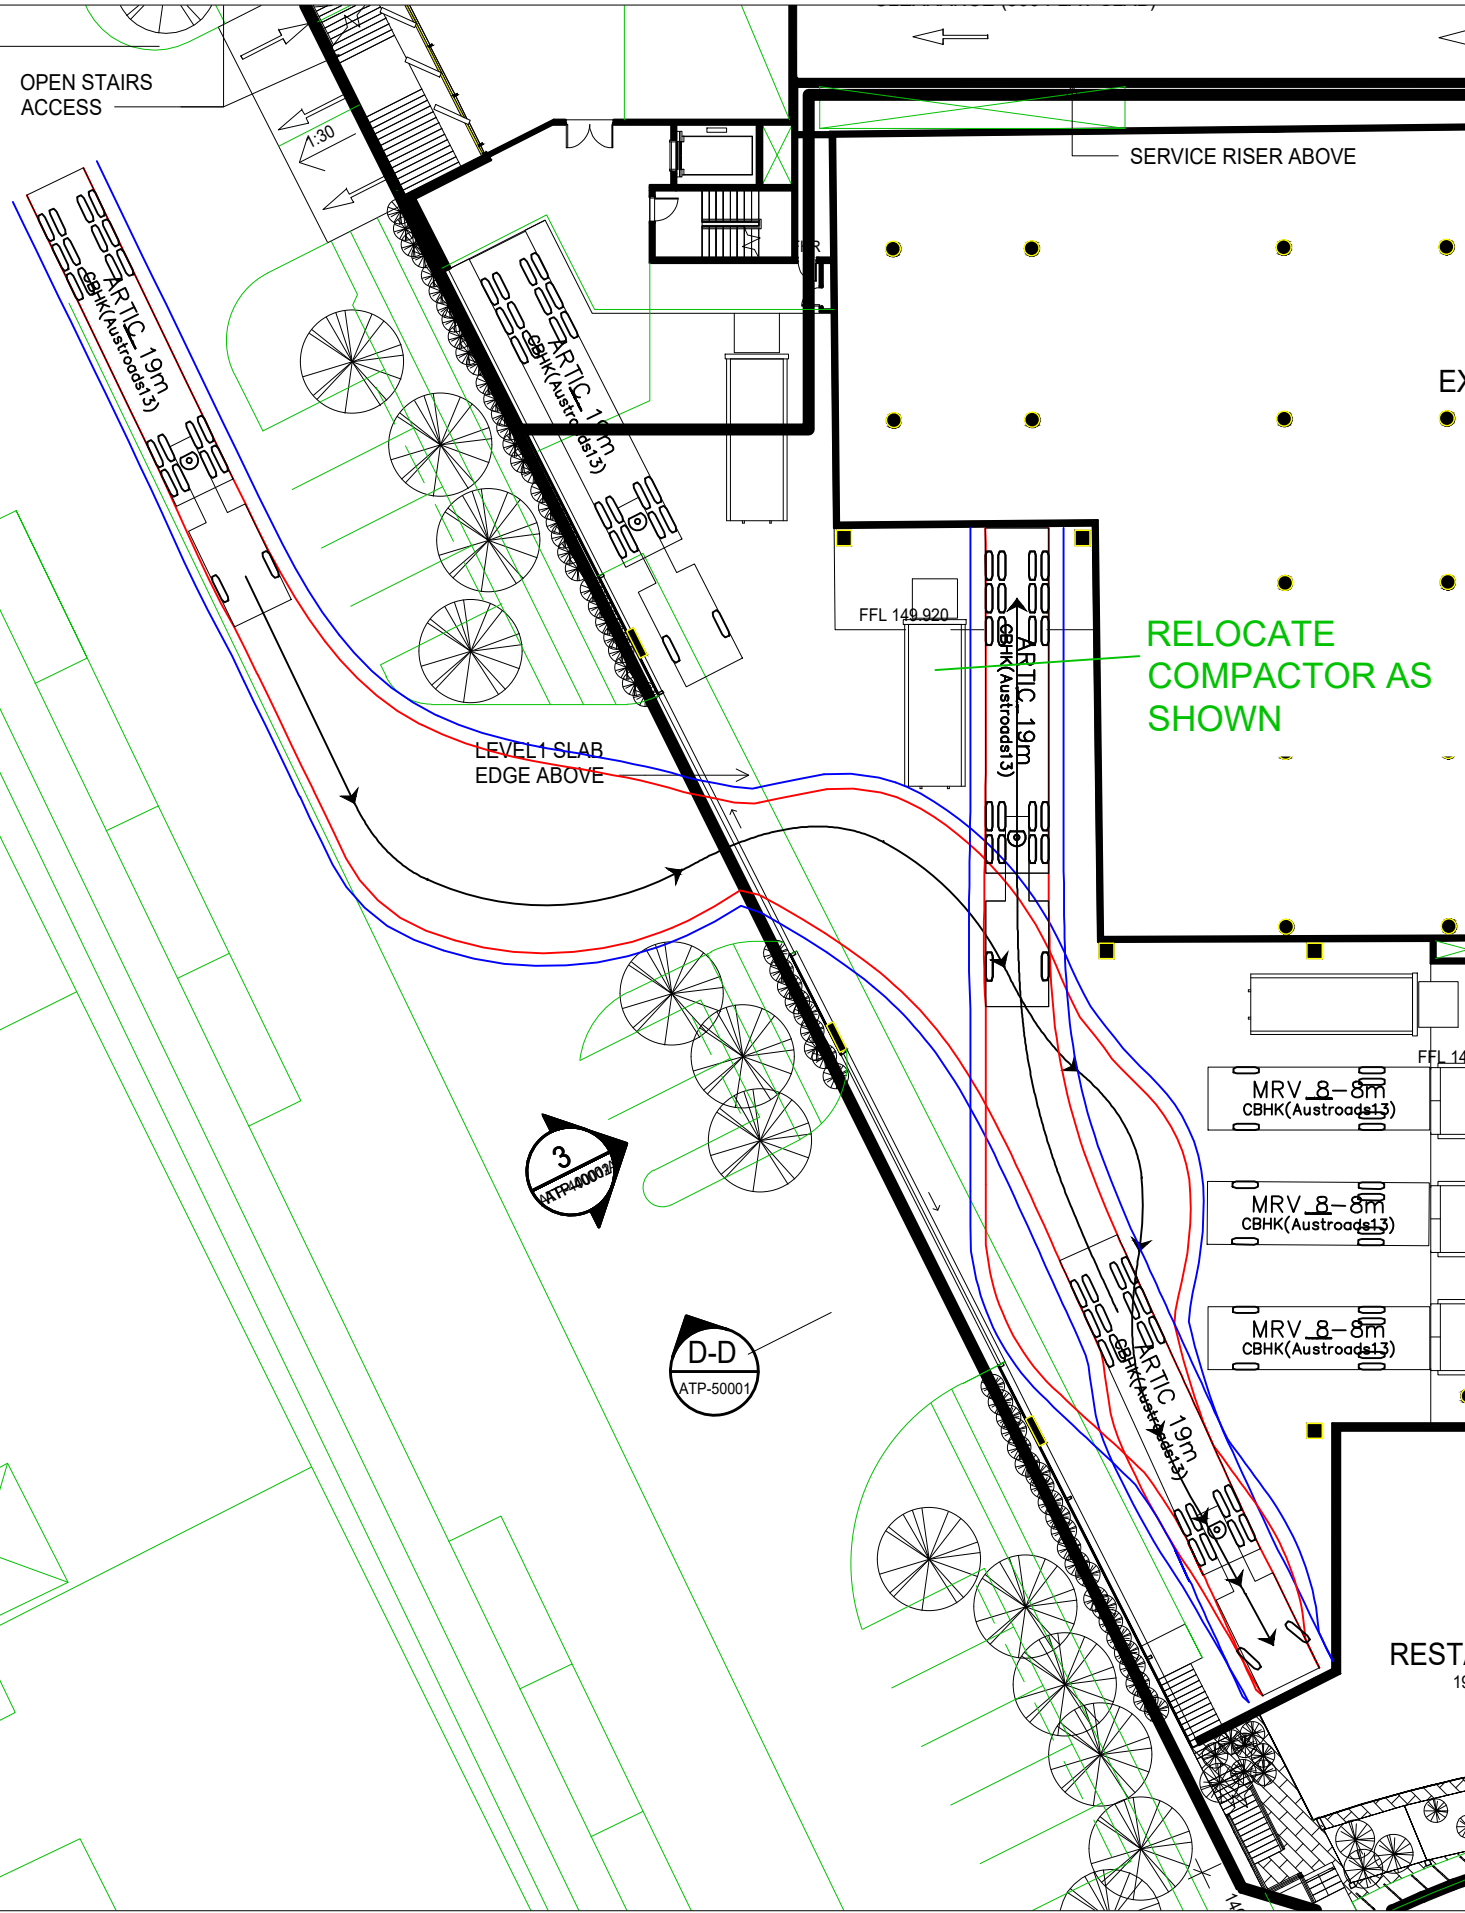 OPEN STAIRS
ACCESS
1:30
SERVICE RISER ABOVE
ARTIC 19m
CBHK(Austroads13)
ARTIC 19m
CBHK(Austroads13)
FFL 149.920
ARTIC 19m
CBHK(Austroads13)
RELOCATE
COMPACTOR AS
SHOWN
LEVEL1 SLAB
EDGE ABOVE
FFL 14
MRV 8-8m
CBHK(Austroads13)
3
MRV 8-8m
CBHK(Austroads13)
MRV 8-8m
CBHK(Austroads13)
D-D
ATP-50001
ARTIC 19m
CBHK(Austroads13)